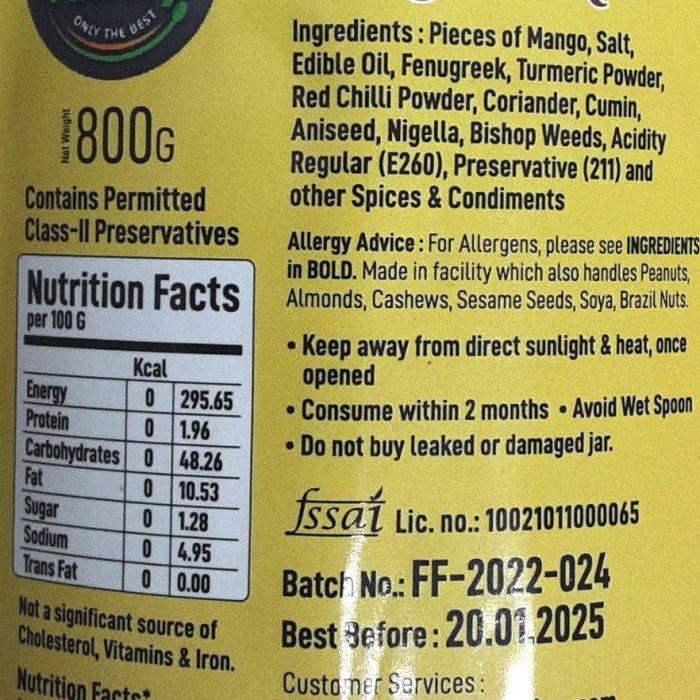 ONLY THE BEST
Net Weight
800G
Contains Permitted
Class-II Preservatives
Nutrition Facts
per 100 G
Kcal
Energy 0 295.65
Protein 0 1.96
Carbohydrates 0 48.26
Fat 0 10.53
Sugar 0 1.28
Sodium 0 4.95
Trans Fat 0 0.00
Not a significant source of
Cholesterol, Vitamins & Iron.
Nutrition Facts*
Ingredients : Pieces of Mango, Salt,
Edible Oil, Fenugreek, Turmeric Powder,
Red Chilli Powder, Coriander, Cumin,
Aniseed, Nigella, Bishop Weeds, Acidity
Regular (E260), Preservative (211) and
other Spices & Condiments
Allergy Advice : For Allergens, please see INGREDIENTS
in BOLD. Made in facility which also handles Peanuts,
Almonds, Cashews, Sesame Seeds, Soya, Brazil Nuts.
• Keep away from direct sunlight & heat, once
opened
• Consume within 2 months • Avoid Wet Spoon
• Do not buy leaked or damaged jar.
fssai Lic. no.: 10021011000065
Batch No.: FF-2022-024
Best Before : 20.01.2025
Customer Services :